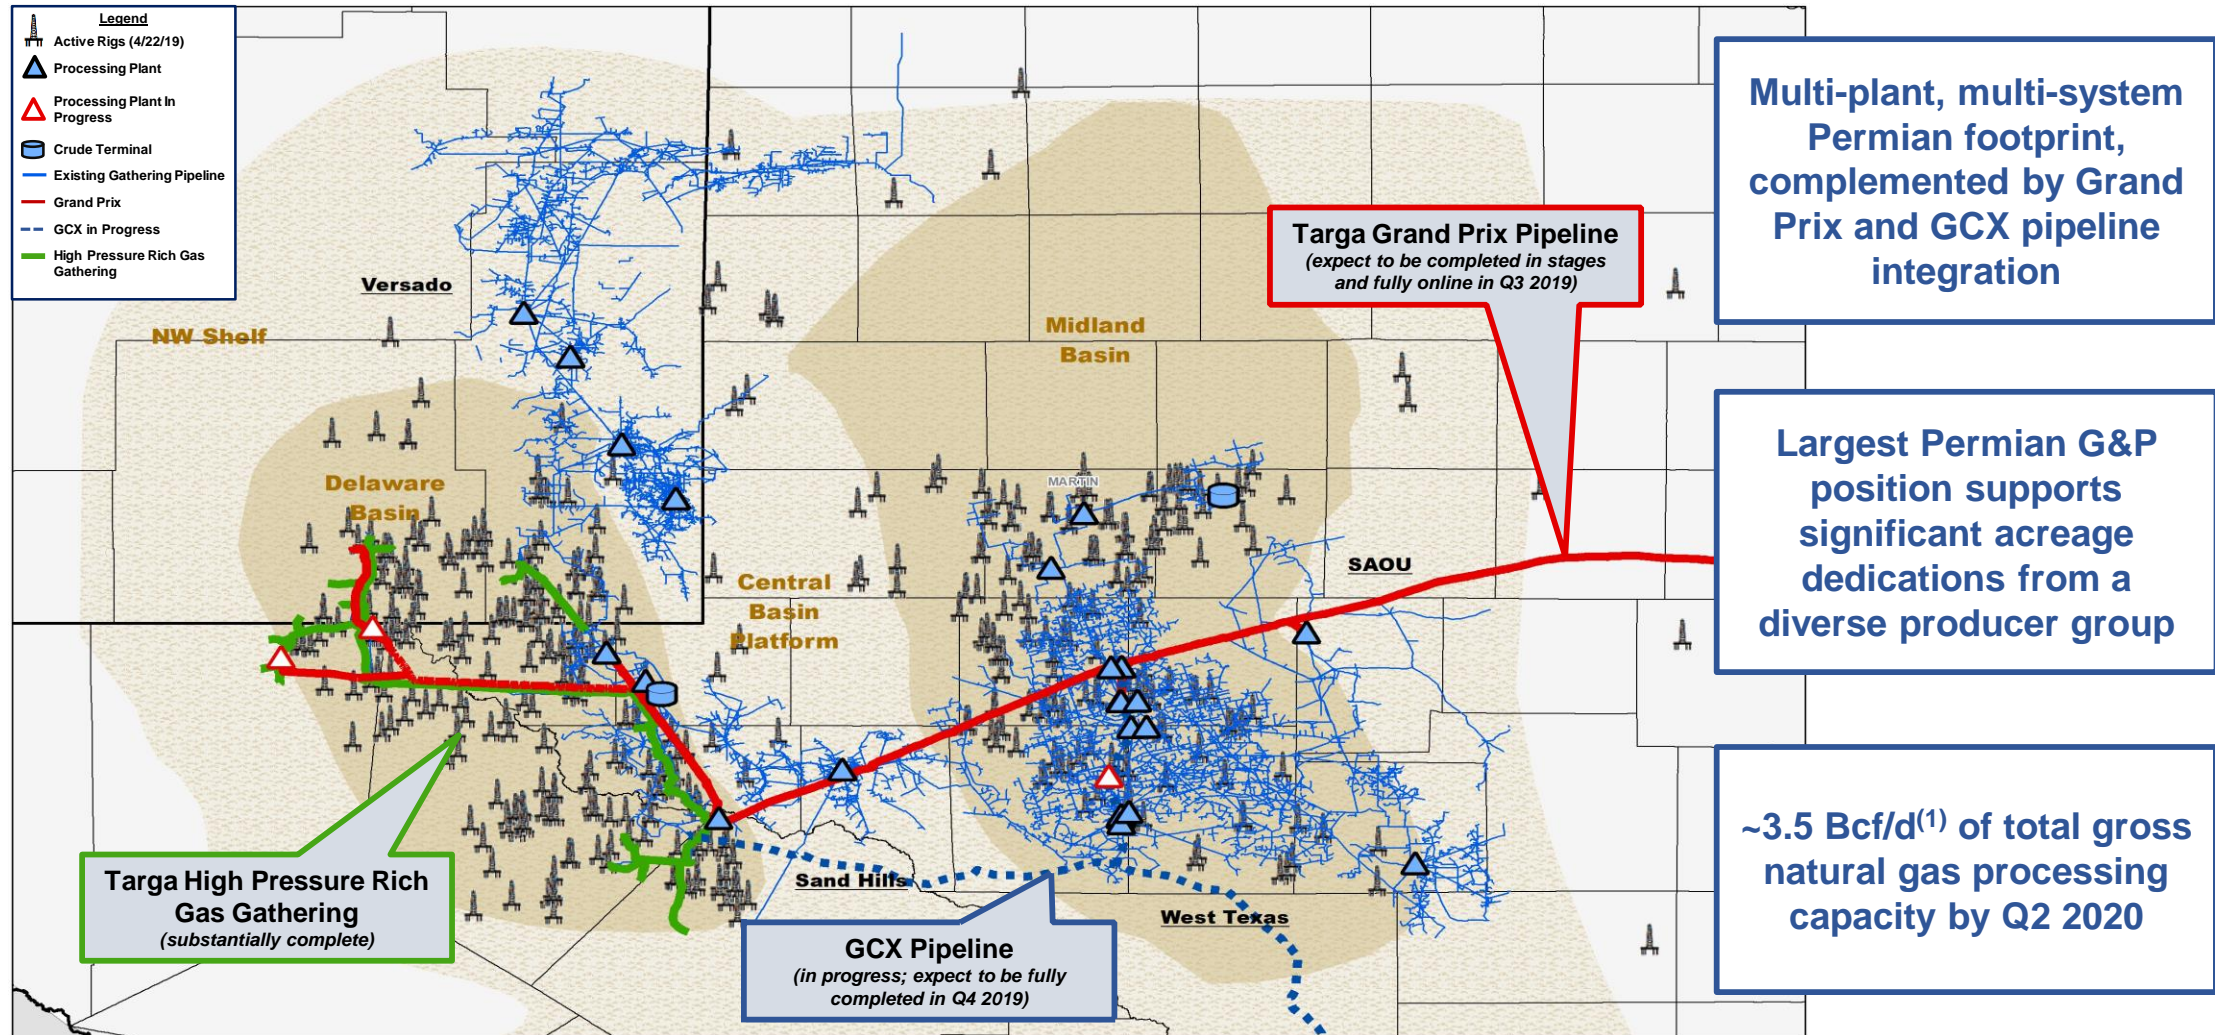 Legend
Active Rigs (4/22/19)
Processing Plant
Processing Plant In
Progress
Crude Terminal
Existing Gathering Pipeline
Grand Prix
GCX in Progress
High Pressure Rich Gas
Gathering
Versado
NW Shelf
Delaware
Basin
Central
Basin
Platform
Midland
Basin
MARTIN
SAOU
Sand Hills
West Texas
Targa Grand Prix Pipeline
(expect to be completed in stages
and fully online in Q3 2019)
Targa High Pressure Rich
Gas Gathering
(substantially complete)
GCX Pipeline
(in progress; expect to be fully
completed in Q4 2019)
Multi-plant, multi-system
Permian footprint,
complemented by Grand
Prix and GCX pipeline
integration
Largest Permian G&P
position supports
significant acreage
dedications from a
diverse producer group
~3.5 Bcf/d(1) of total gross
natural gas processing
capacity by Q2 2020